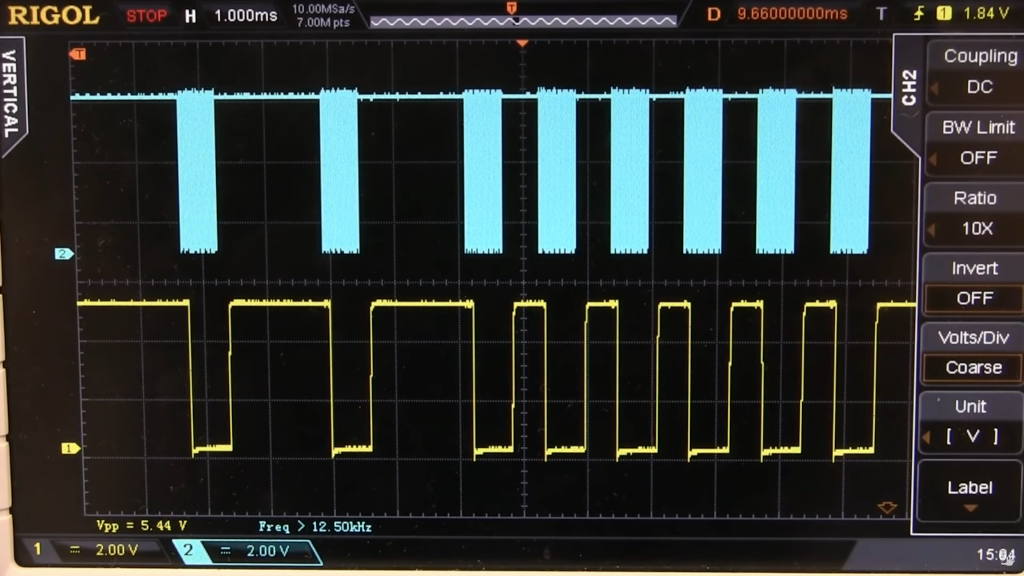 RIGOL STOP H 1.000ms 10.00MSa/s 7.00M pts T D 9.66000000ms T 1 1.84 V
VERTICAL
T
CH2
Coupling
DC
BW Limit
OFF
Ratio
10X
2
Invert
OFF
Volts/Div
Coarse
Unit
[ V ]
1
Label
Vpp = 5.44 V Freq > 12.50kHz
1 = 2.00 V 2 = 2.00 V